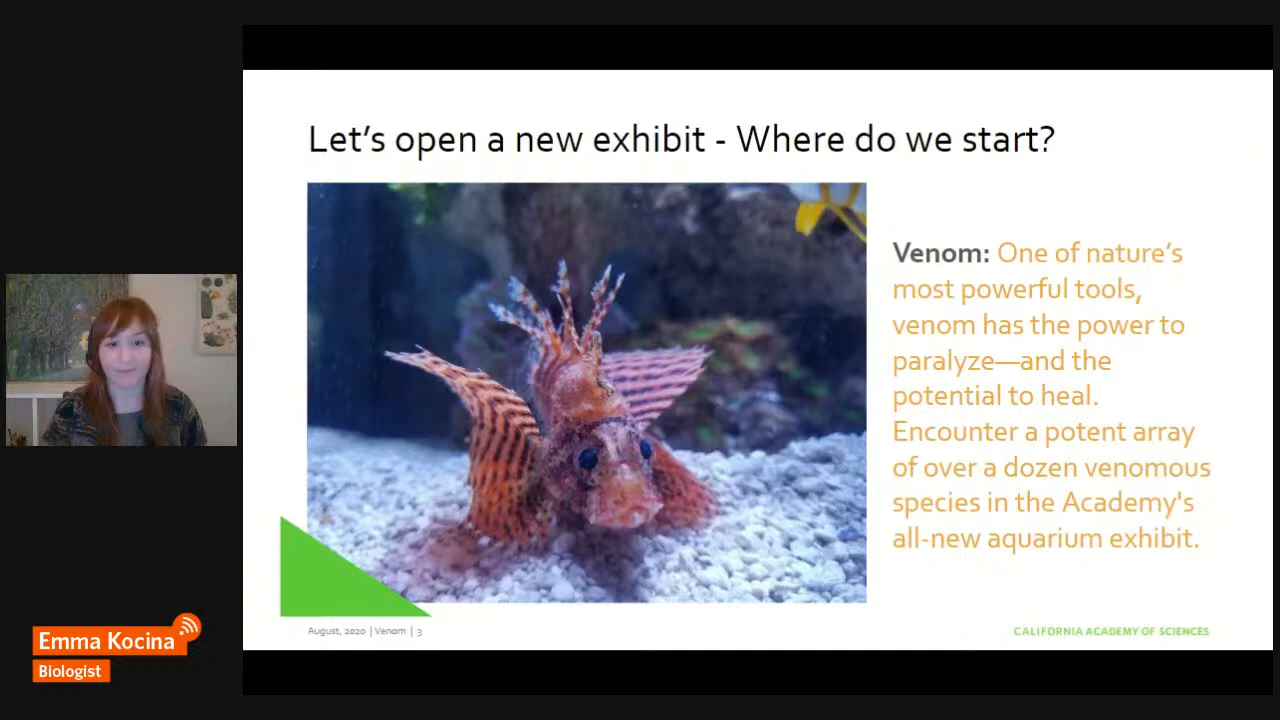 Let's open a new exhibit - Where do we start?
Venom: One of nature's
most powerful tools,
venom has the power to
paralyze—and the
potential to heal.
Encounter a potent array
of over a dozen venomous
species in the Academy's
all-new aquarium exhibit.
Emma Kocina
Biologist
August, 2020 | Venom | 3
CALIFORNIA ACADEMY OF SCIENCES